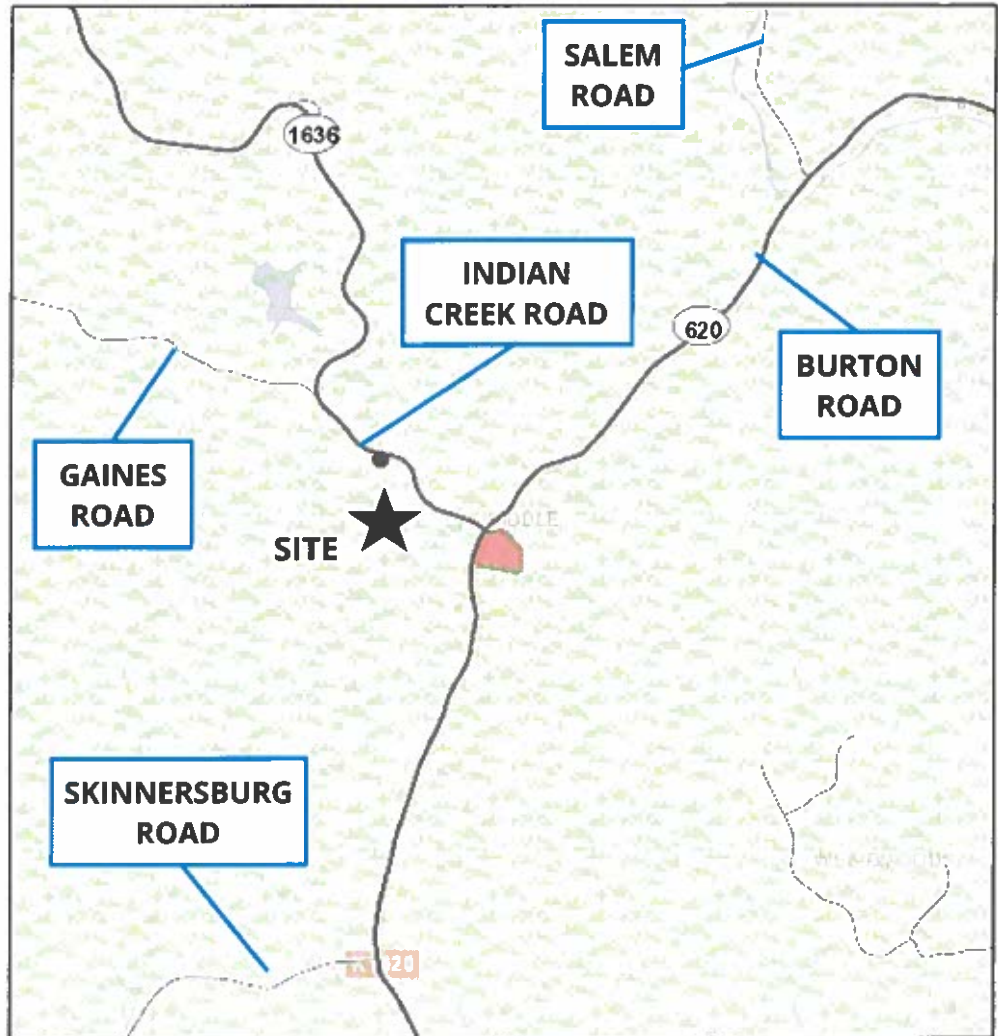 SALEM
ROAD
1636
INDIAN
CREEK ROAD
620
BURTON
ROAD
GAINES
ROAD
SITE
SKINNERSBURG
ROAD